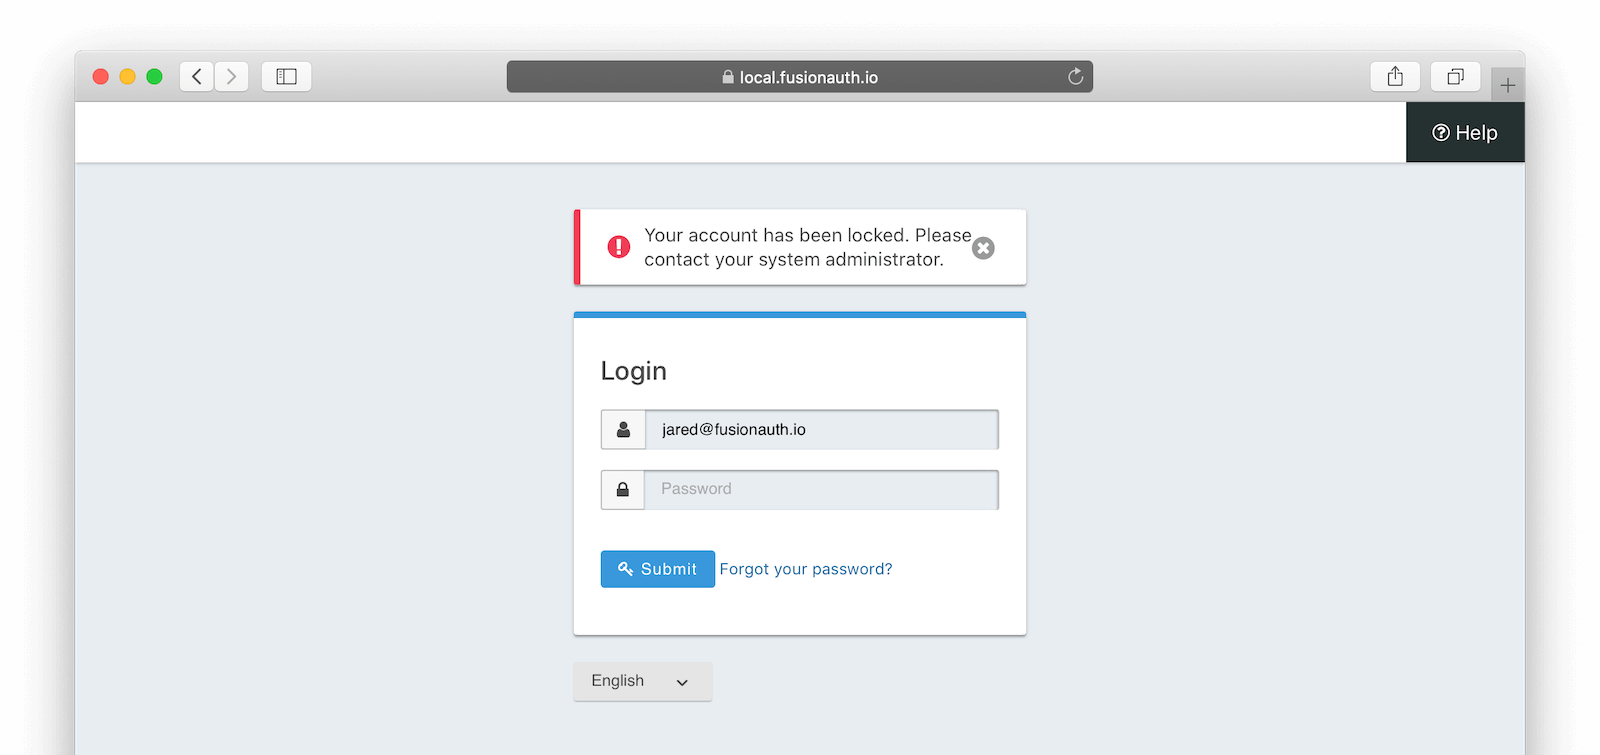 local.fusionauth.io
Help
Your account has been locked. Please
contact your system administrator.
Login
jared@fusionauth.io
Password
Submit Forgot your password?
English